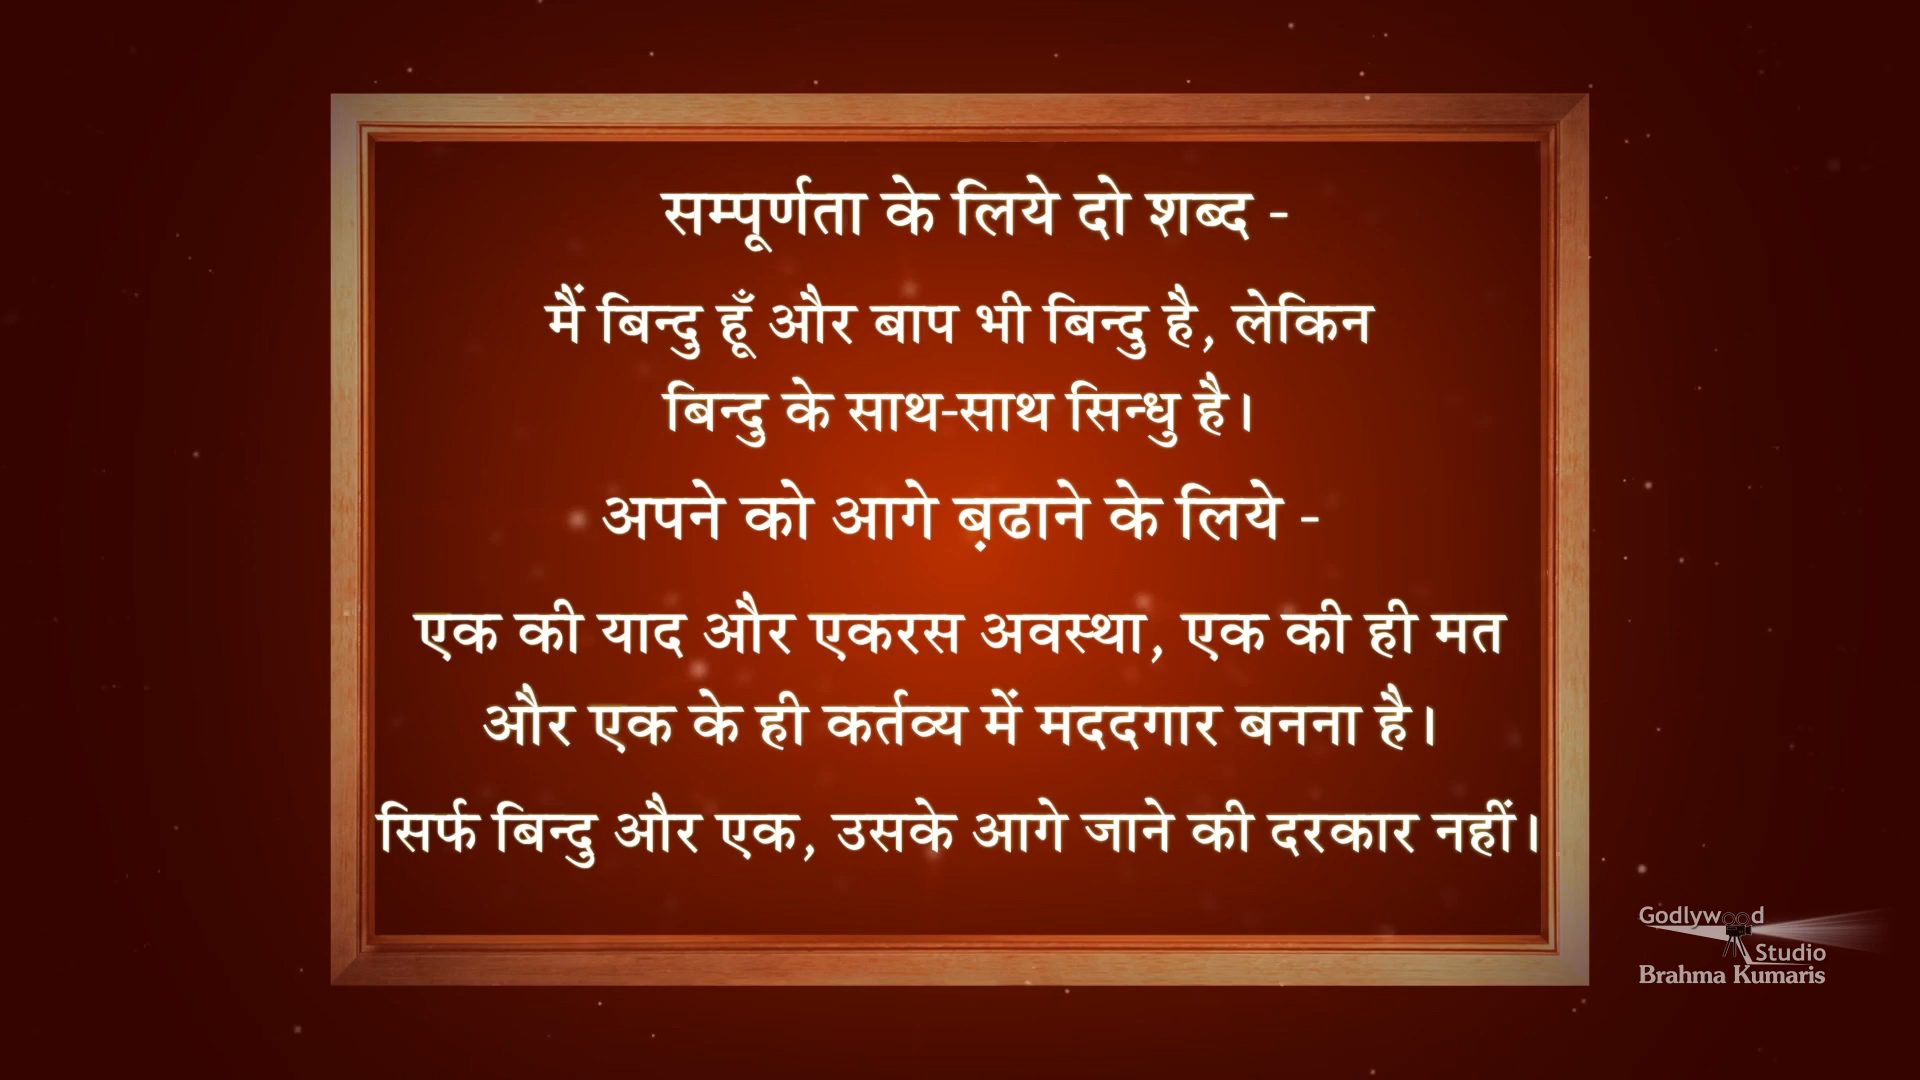 सम्पूर्णता के लिये दो शब्द -
मैं बिन्दु हूँ और बाप भी बिन्दु है, लेकिन
बिन्दु के साथ-साथ सिन्धु है।
अपने को आगे ब़ढाने के लिये -
एक की याद और एकरस अवस्था, एक की ही मत
और एक के ही कर्तव्य में मददगार बनना है।
सिर्फ बिन्दु और एक, उसके आगे जाने की दरकार नहीं।
Godlywood
Studio
Brahma Kumaris